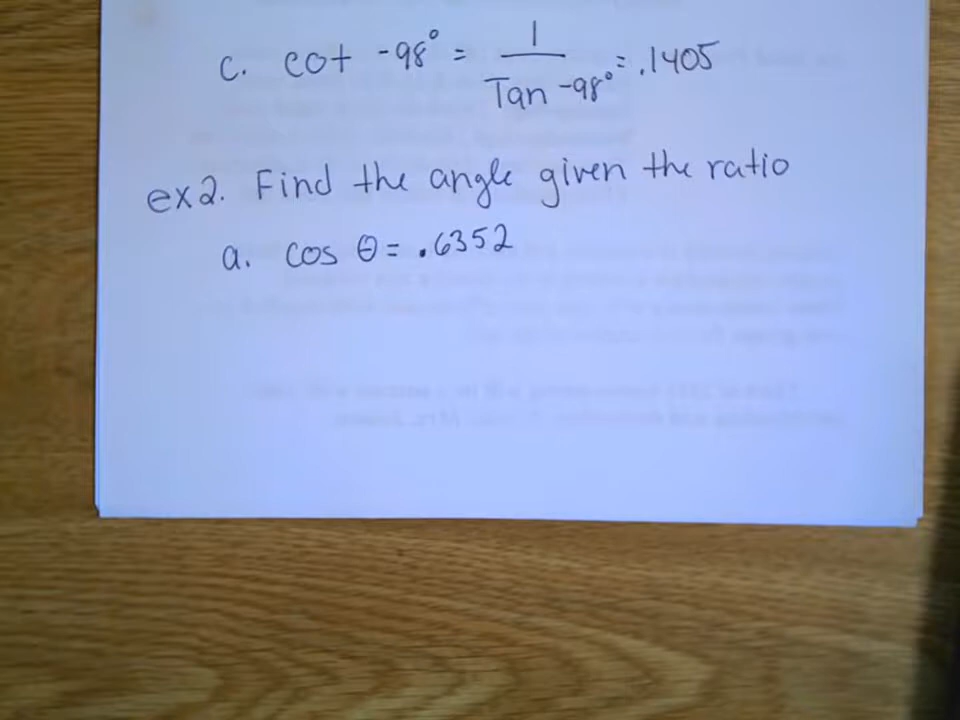 c. cot -98° = 1/Tan -98° = .1405
ex2. Find the angle given the ratio
a. cos θ = .6352